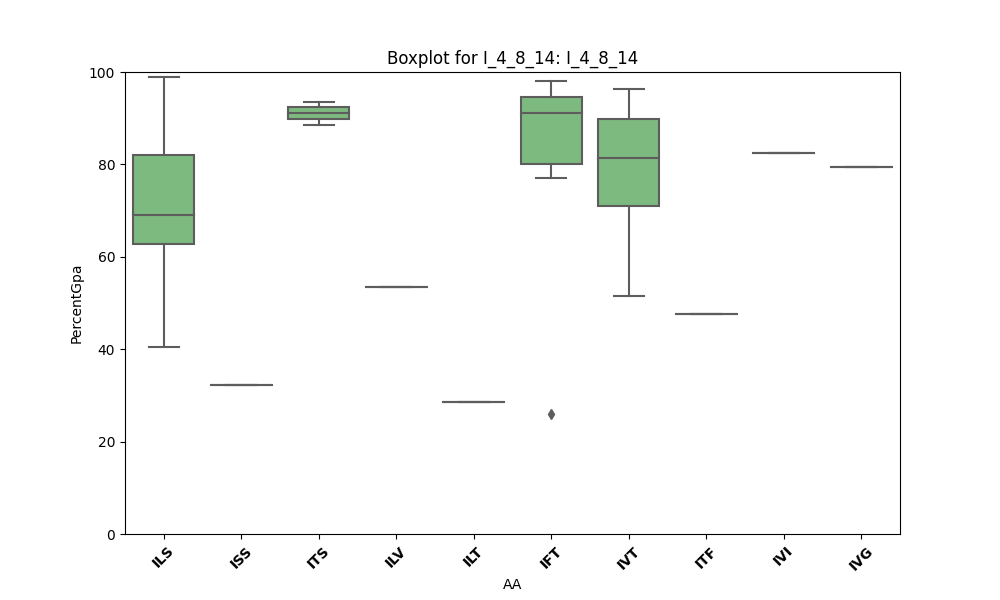 Boxplot for I_4_8_14: I_4_8_14
100
80
60
40
20
0
PercentGpa
ILS ISS ITS ILV ILT IFT IVT ITF IVI IVG
AA